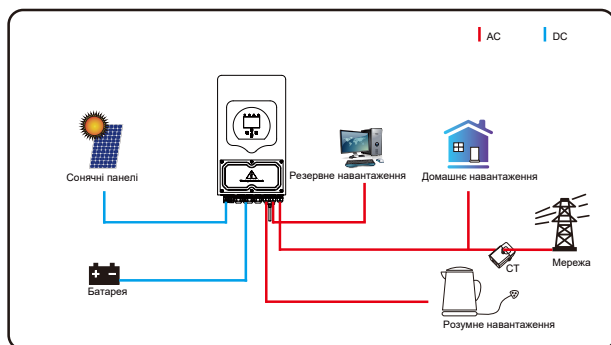 AC
DC
Сонячні панелі
Резервне навантаження
Домашнє навантаження
Батарея
CT
Мережа
Розумне навантаження